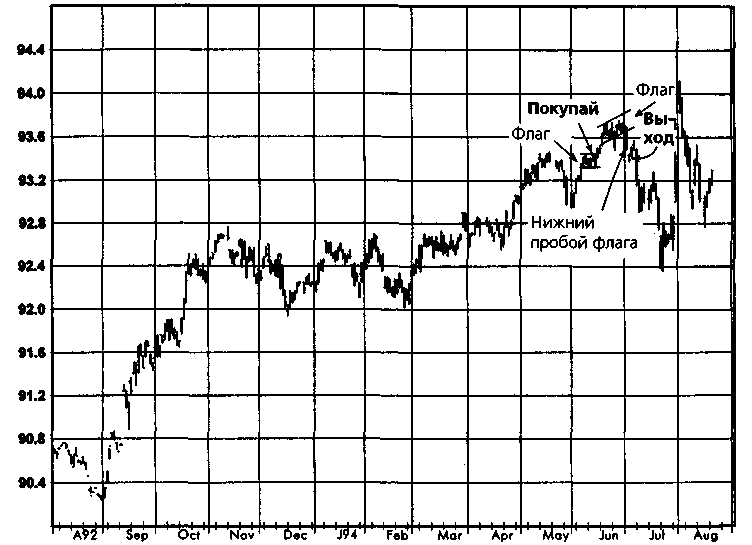 94.4
94.0
93.6
93.2
92.8
92.4
92.0
91.6
91.2
90.8
90.4
Флаг
Покупай
Флаг
Вы-
ход
Нижний
пробой флага
A92 Sep Oct Nov Dec J94 Feb Mar Apr May Jun Jul Aug